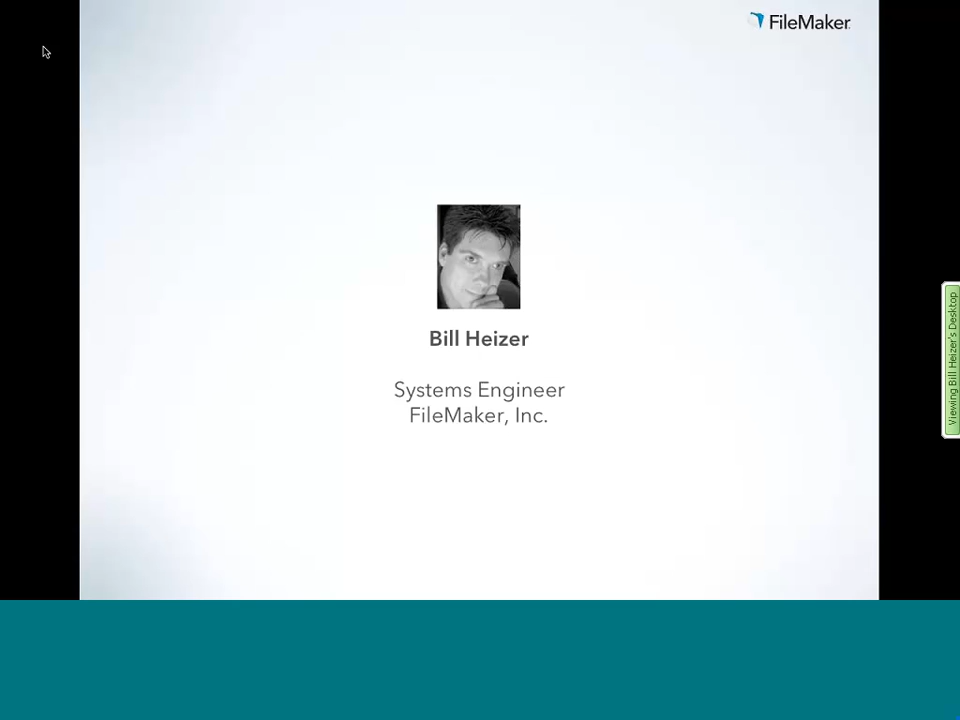 FileMaker
Bill Heizer
Systems Engineer
FileMaker, Inc.
Viewing Bill Heizer's Desktop